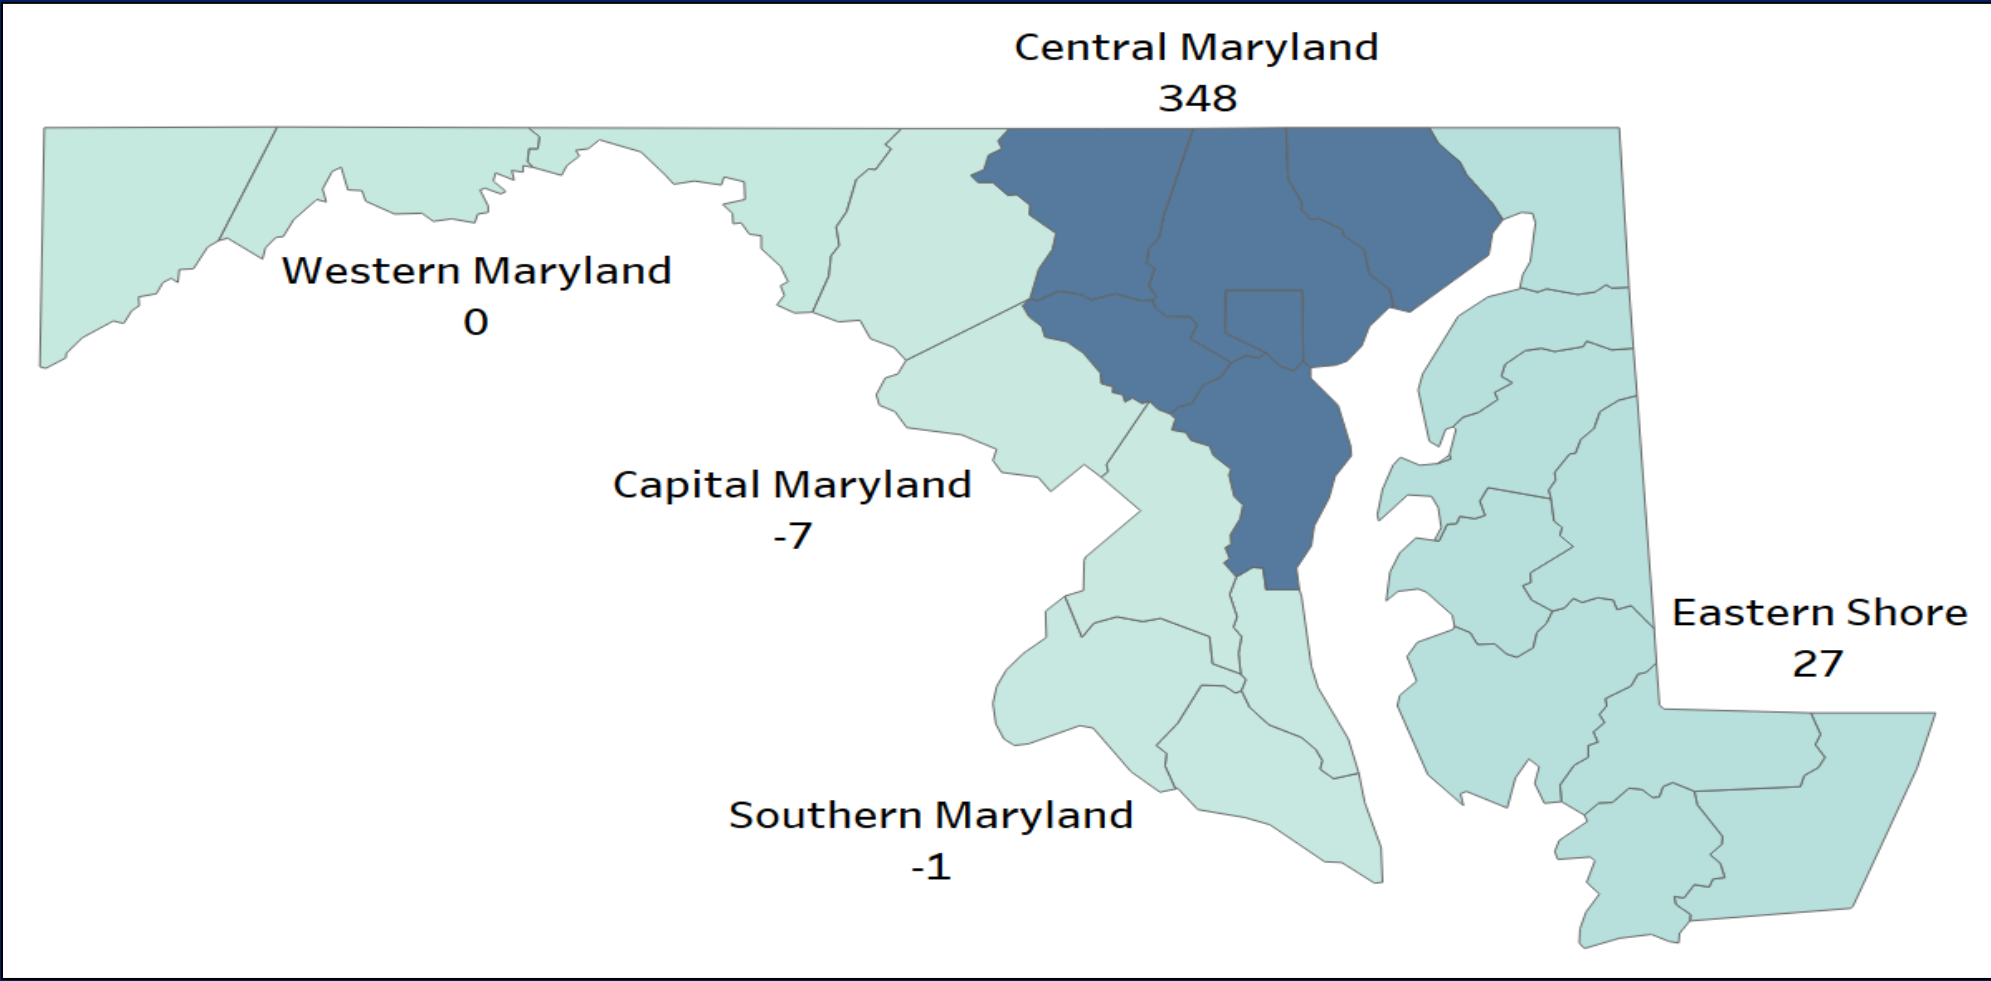 Central Maryland
348
Western Maryland
0
Capital Maryland
-7
Eastern Shore
27
Southern Maryland
-1